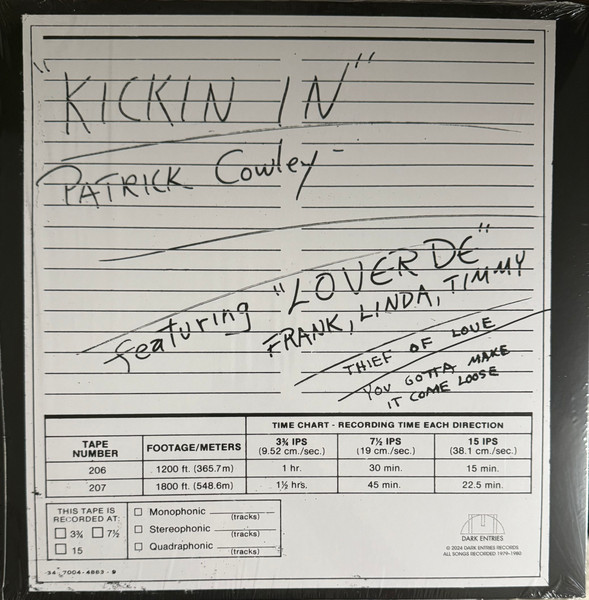 "KICKIN IN"
PATRICK Cowley -
featuring "LOVERDE"
FRANK, LINDA, TIMMY
THIEF OF LOVE
YOU GOTTA MAKE
IT COME LOOSE
TIME CHART - RECORDING TIME EACH DIRECTION
TAPE NUMBER FOOTAGE/METERS 3¾ IPS (9.52 cm./sec.) 7½ IPS (19 cm./sec.) 15 IPS (38.1 cm./sec.)
206 1200 ft. (365.7m) 1 hr. 30 min. 15 min.
207 1800 ft. (548.6m) 1½ hrs. 45 min. 22.5 min.
THIS TAPE IS
RECORDED AT:
3¾ 7½
15
Monophonic (tracks)
Stereophonic (tracks)
Quadraphonic (tracks)
DARK ENTRIES
© 2024 DARK ENTRIES RECORDS
ALL SONGS RECORDED 1979-1980
34-7004-4863-9